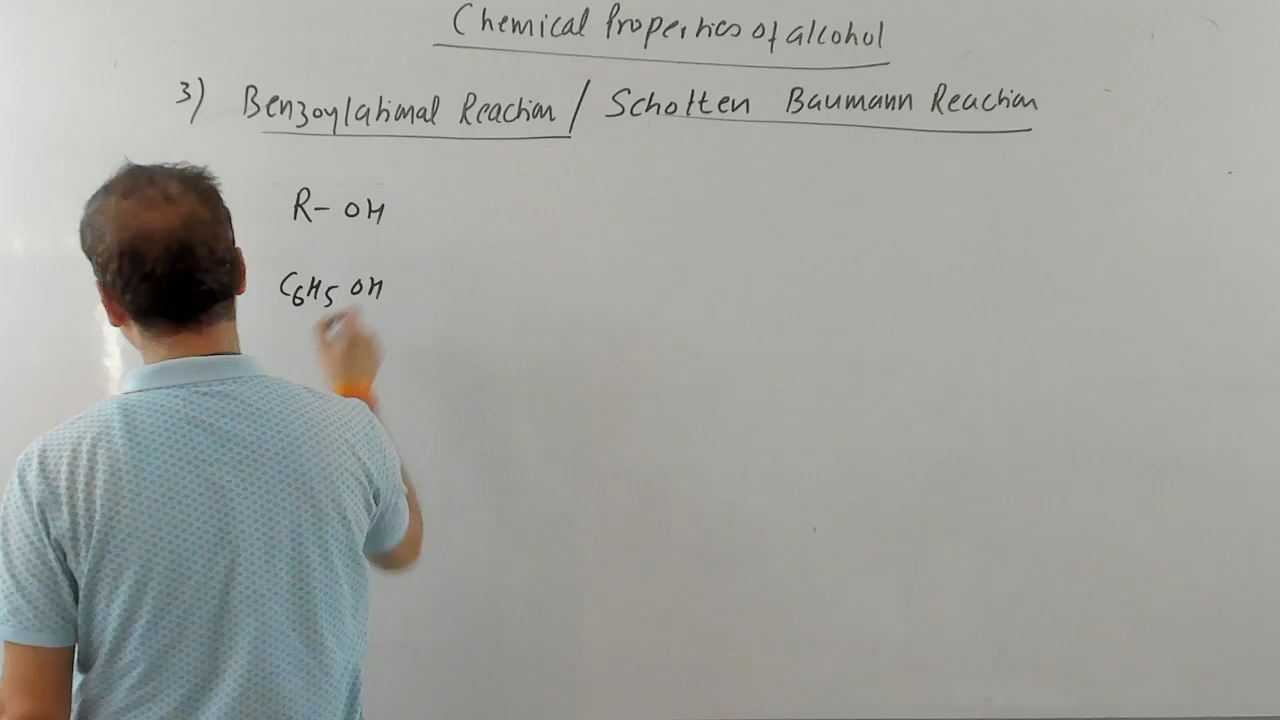 Chemical Properties of alcohol
3) Benzoylational Reaction / Schotten Baumann Reaction
R- OH
C6H5 OH